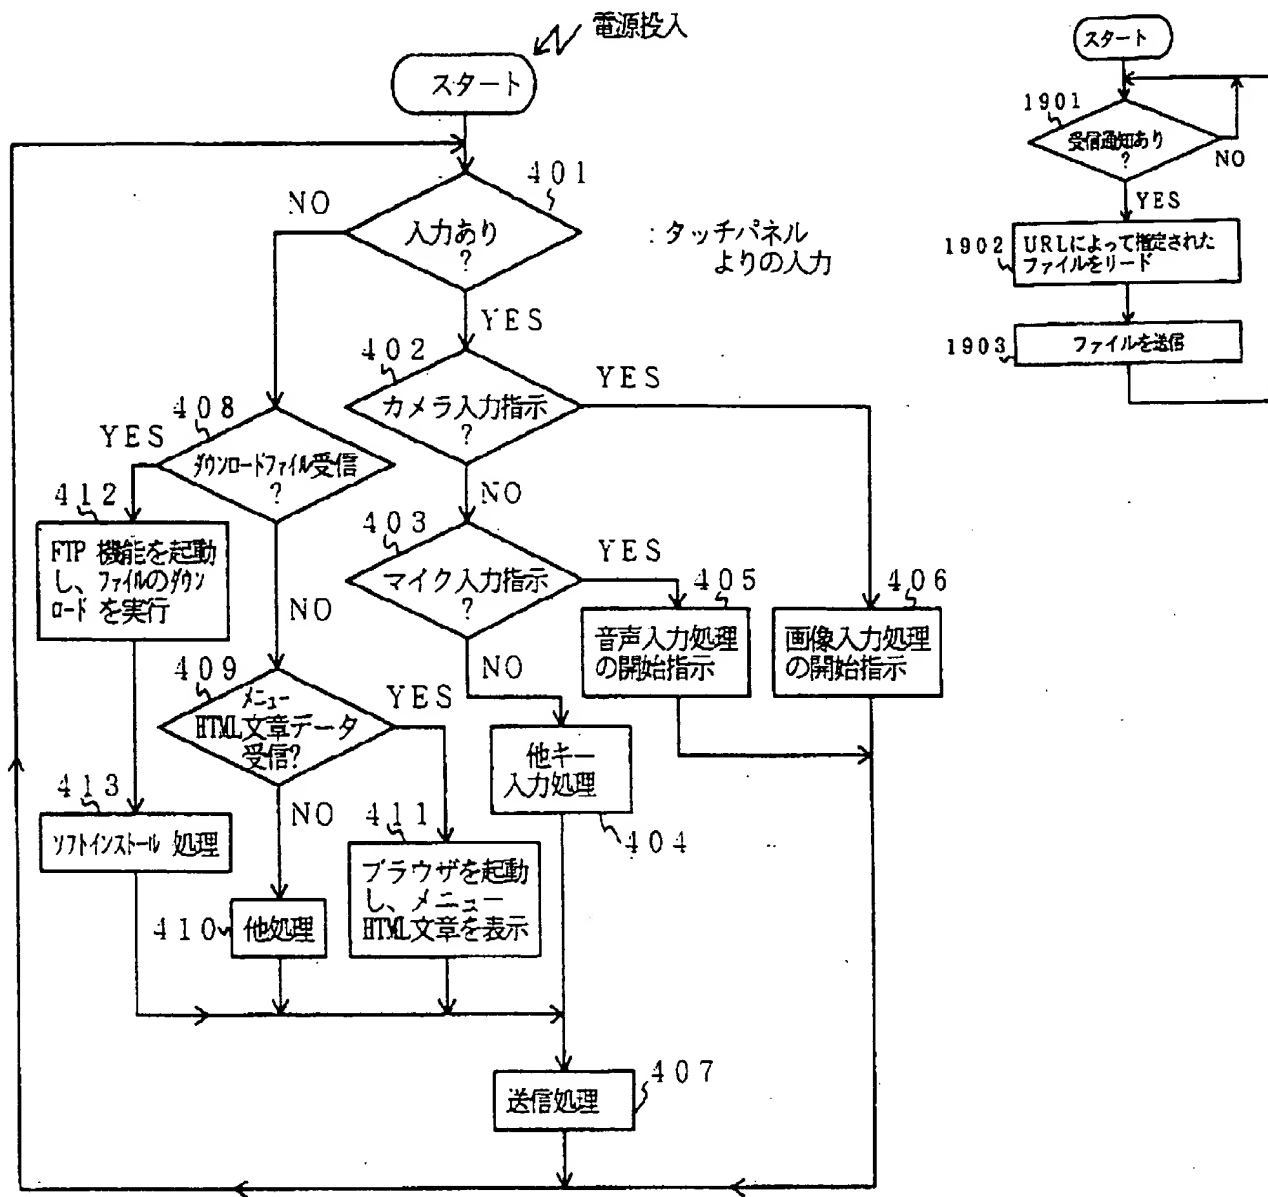 電源投入
スタート
401
NO
入力あり
?
:タッチパネル
よりの入力
YES
402
YES
カメラ入力指示
?
408
YES
ダウンロードファイル受信
?
NO
412
403
YES
FTP 機能を起動
し、ファイルのダウン
ロード を実行
マイク入力指示
?
405
406
NO
音声入力処理
の開始指示
画像入力処理
の開始指示
NO
409
YES
メニュー
HTML文章データ
受信?
他キー
入力処理
413
NO
411
404
ソフトインストール 処理
ブラウザを起動
し、メニュー
HTML文章を表示
410
他処理
407
送信処理
スタート
1901
受信通知あり
?
NO
YES
1902
URLによって指定された
ファイルをリード
1903
ファイルを送信